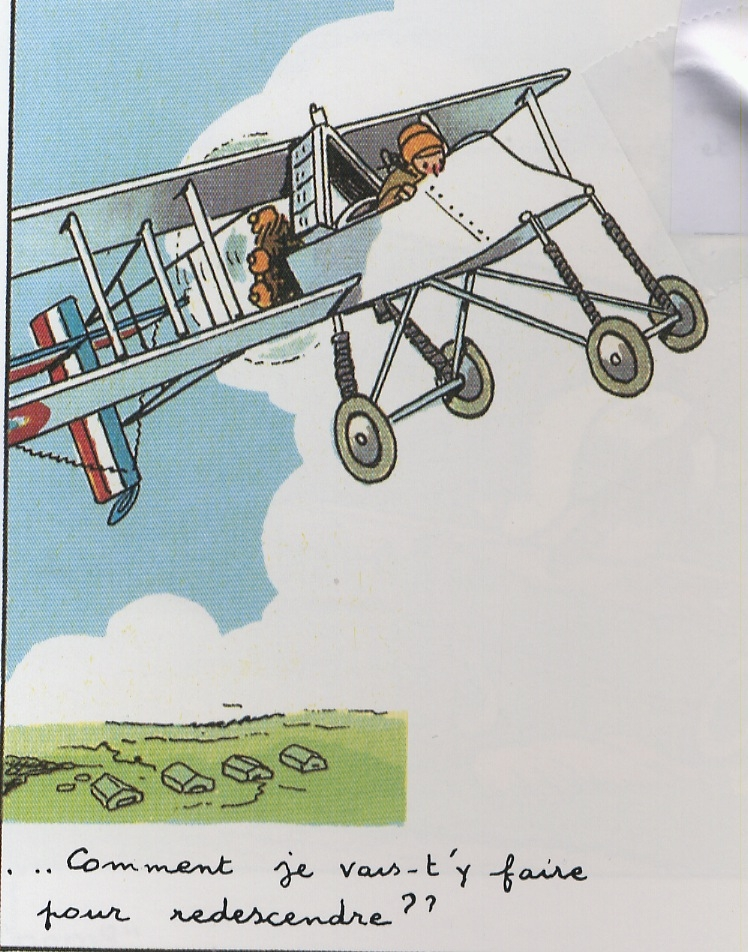 . .. Comment je vais-t'y faire
pour redescendre ??